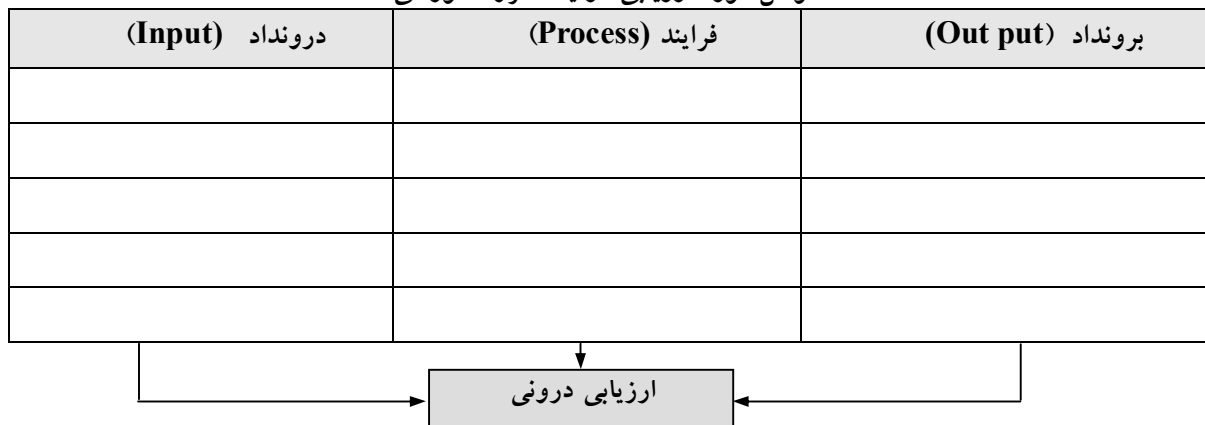 درونداد (Input)
فرایند (Process)
برونداد (Out put)
ارزیابی درونی